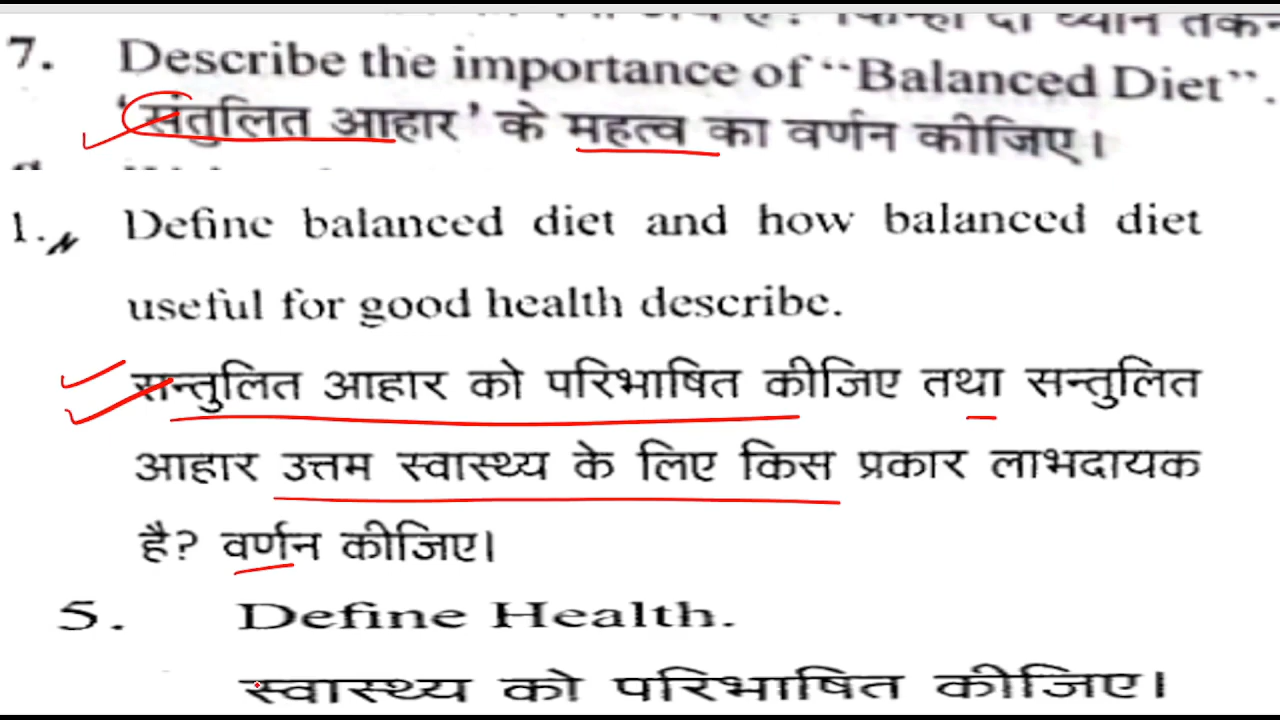 7. Describe the importance of "Balanced Diet".
'संतुलित आहार' के महत्व का वर्णन कीजिए।
1. Define balanced diet and how balanced diet
useful for good health describe.
सन्तुलित आहार को परिभाषित कीजिए तथा सन्तुलित
आहार उत्तम स्वास्थ्य के लिए किस प्रकार लाभदायक
है? वर्णन कीजिए।
5. Define Health.
स्वास्थ्य को परिभाषित कीजिए।